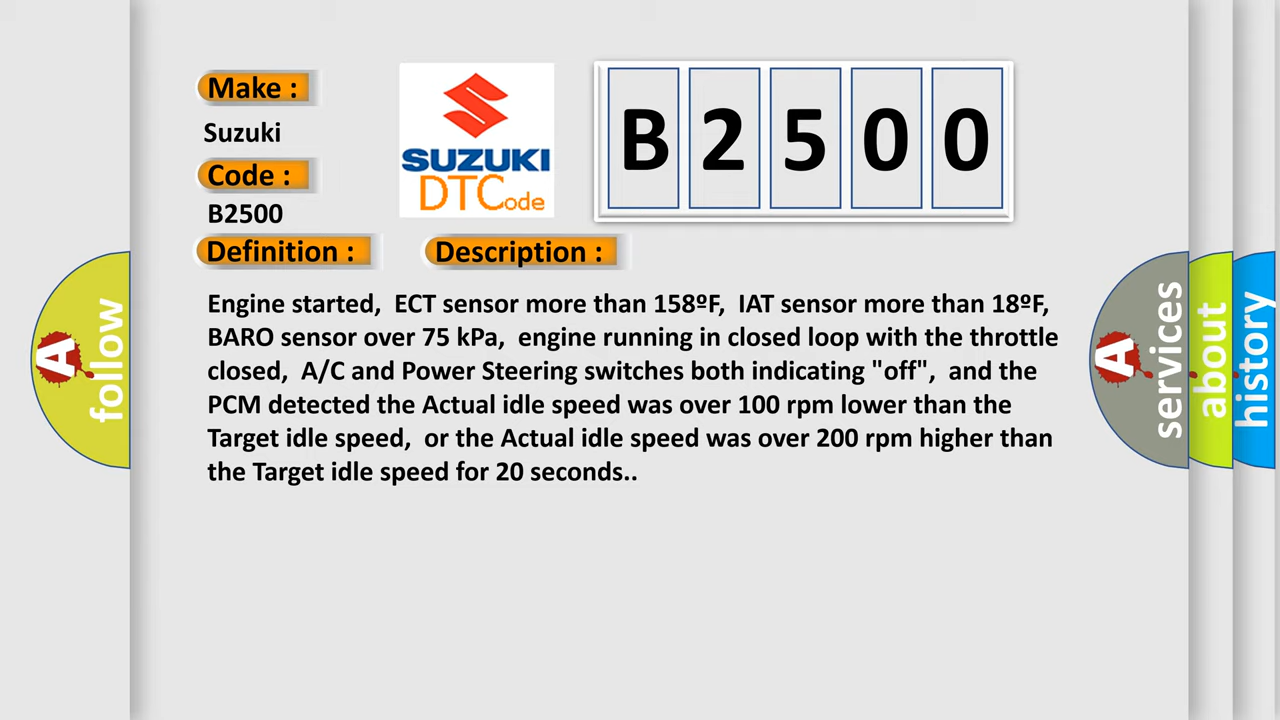 Make :
Suzuki
Code :
B2500
SUZUKI
DTCode
B 2 5 0 0
Definition :
Description :
Engine started, ECT sensor more than 158ºF, IAT sensor more than 18ºF,
BARO sensor over 75 kPa, engine running in closed loop with the throttle
closed, A/C and Power Steering switches both indicating "off", and the
PCM detected the Actual idle speed was over 100 rpm lower than the
Target idle speed, or the Actual idle speed was over 200 rpm higher than
the Target idle speed for 20 seconds..
A follow
A services
about
history